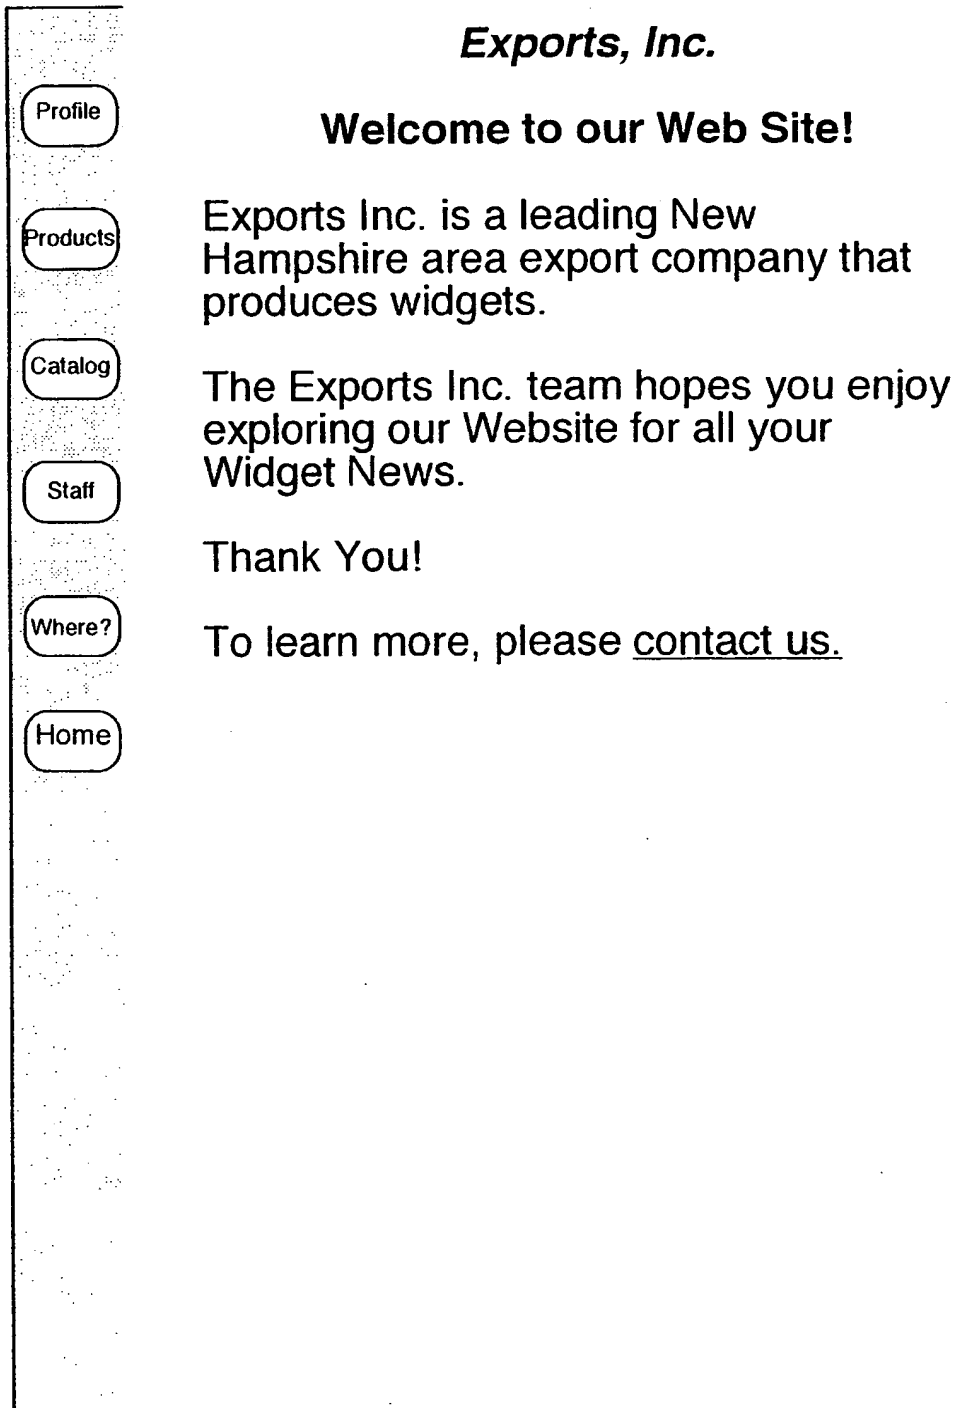 Exports, Inc.
Welcome to our Web Site!
Profile
Products
Catalog
Staff
Where?
Home
Exports Inc. is a leading New
Hampshire area export company that
produces widgets.
The Exports Inc. team hopes you enjoy
exploring our Website for all your
Widget News.
Thank You!
To learn more, please contact us.